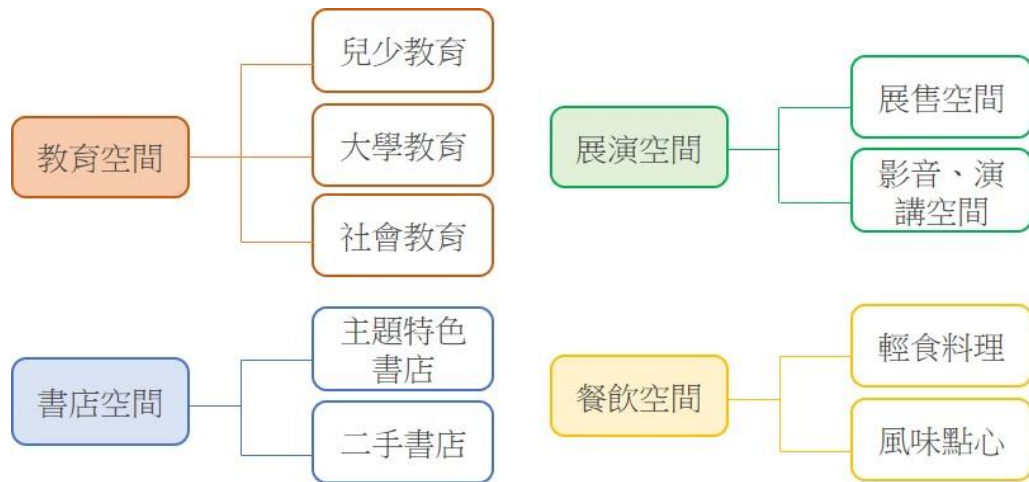 教育空間
兒少教育
大學教育
社會教育
展演空間
展售空間
影音、演
講空間
書店空間
主題特色
書店
二手書店
餐飲空間
輕食料理
風味點心